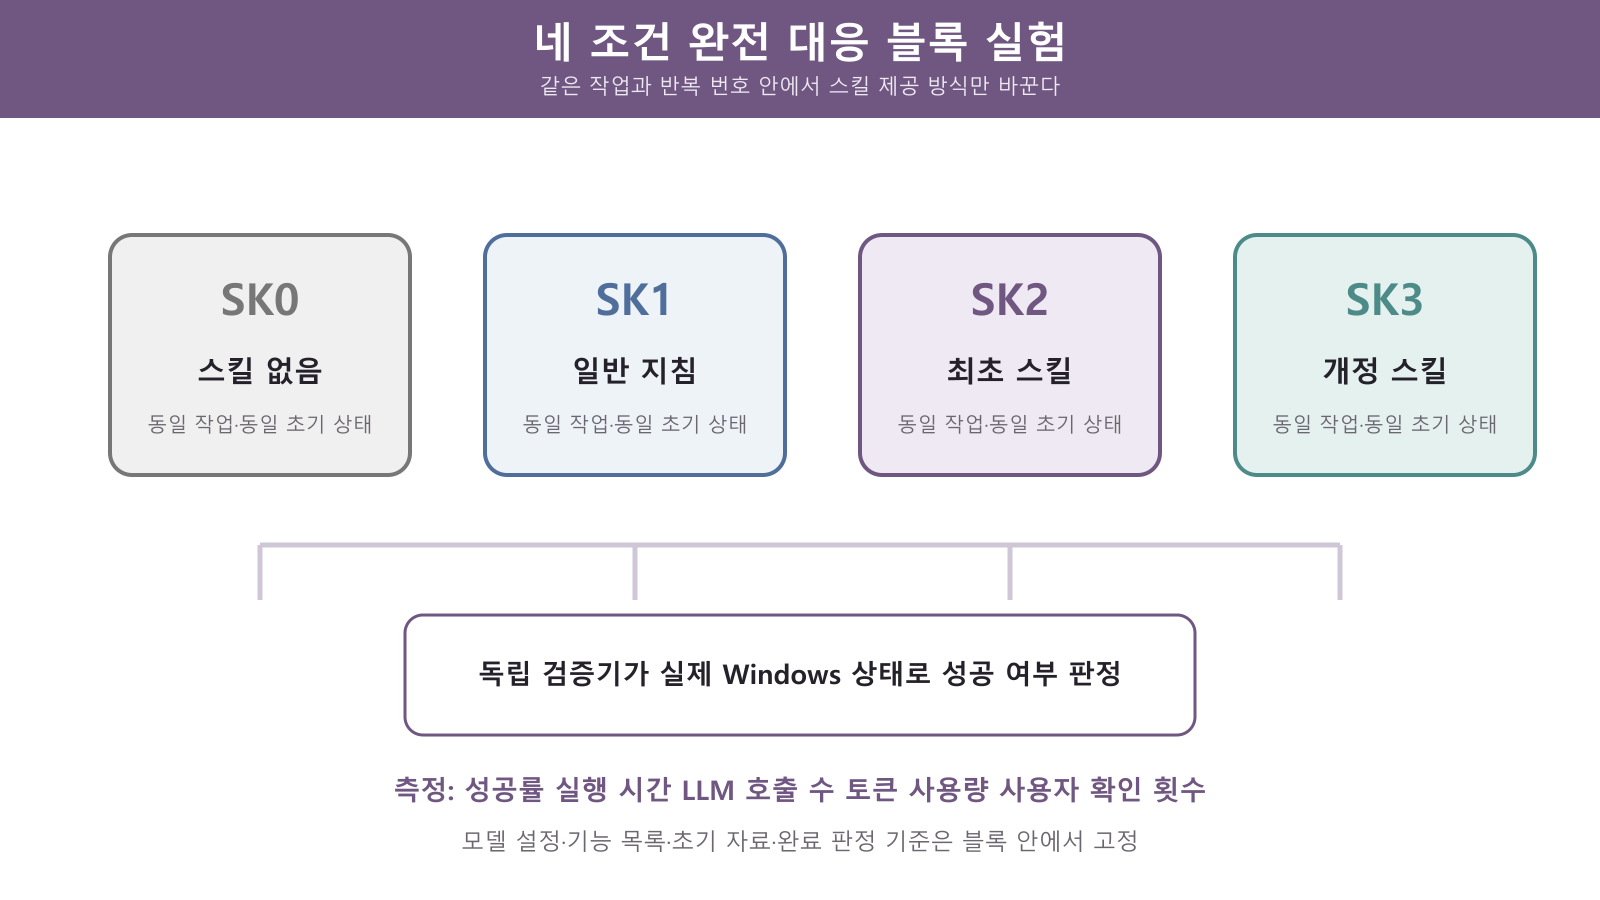 네 조건 완전 대응 블록 실험
같은 작업과 반복 번호 안에서 스킬 제공 방식만 바꾼다
SK0
스킬 없음
동일 작업·동일 초기 상태
SK1
일반 지침
동일 작업·동일 초기 상태
SK2
최초 스킬
동일 작업·동일 초기 상태
SK3
개정 스킬
동일 작업·동일 초기 상태
독립 검증기가 실제 Windows 상태로 성공 여부 판정
측정: 성공률 실행 시간 LLM 호출 수 토큰 사용량 사용자 확인 횟수
모델 설정·기능 목록·초기 자료·완료 판정 기준은 블록 안에서 고정